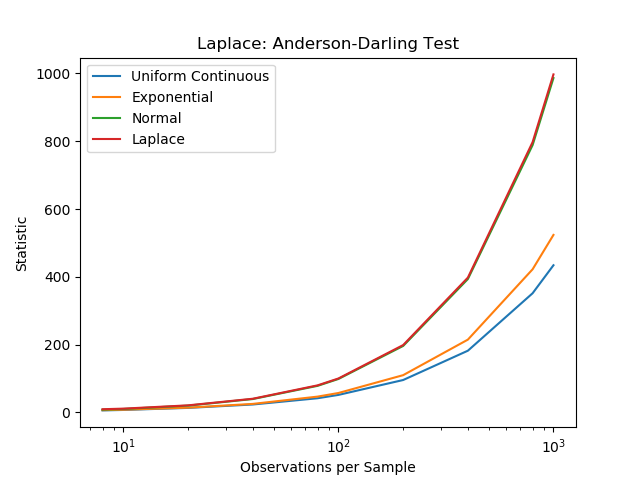 Laplace: Anderson-Darling Test
Uniform Continuous
Exponential
Normal
Laplace
1000
800
600
400
200
0
Statistic
10¹
10²
10³
Observations per Sample